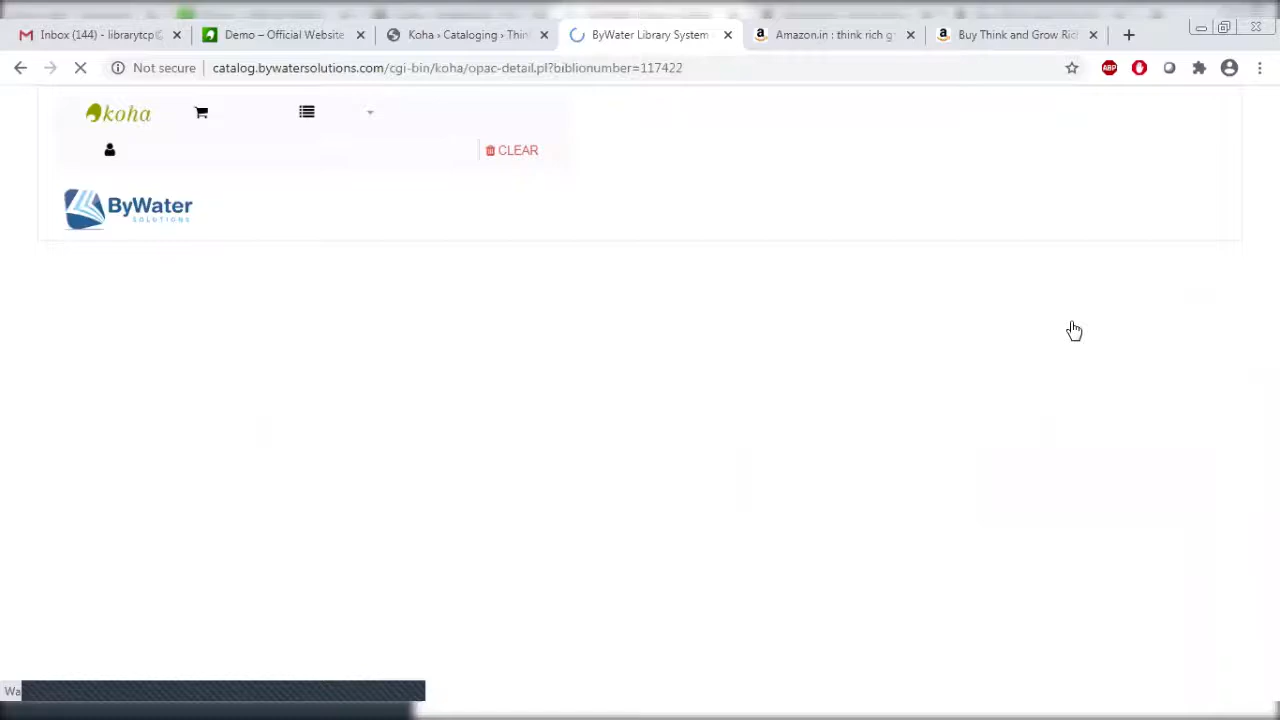 Inbox (144) - librarytcp@
Demo – Official Website
Koha › Cataloging - Thin
ByWater Library System
Amazon.in : think rich g
Buy Think and Grow Ric
Not secure
catalog.bywatersolutions.com/cgi-bin/koha/opac-detail.pl?biblionumber=117422
ABP
koha
CLEAR
ByWater
SOLUTIONS
Wa